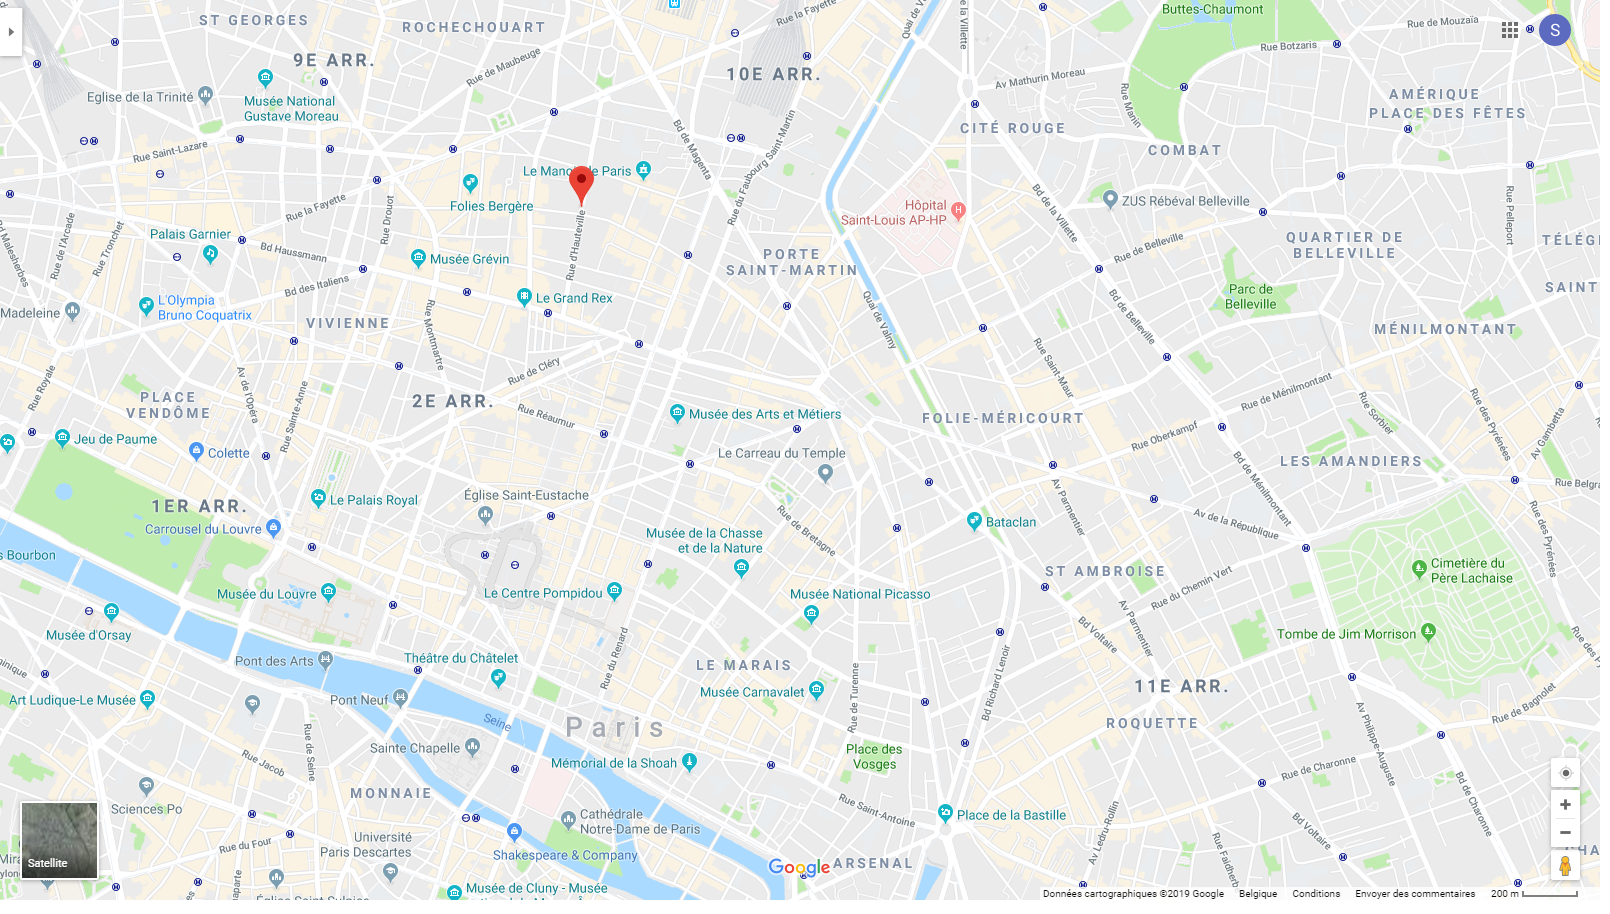 ST GEORGES
ROCHECHOUART
Rue la Fayette
Quai de V
de la Villette
Buttes-Chaumont
Rue de Mouzaïa
S
9E ARR.
Rue de Maubeuge
10E ARR.
Rue Botzaris
Av Mathurin Moreau
Eglise de la Trinité
Musée National
Gustave Moreau
Rue Manin
AMÉRIQUE
PLACE DES FÊTES
CITÉ ROUGE
Rue Saint-Lazare
Bd de Magenta
Rue du Faubourg Saint-Martin
COMBAT
Le Mano
de Paris
Folies Bergère
Hôpital
Saint-Louis AP-HP
ZUS Rébéval Belleville
Bd de la Villette
Rue Pelleport
Rue la Fayette
Rue Drouot
Rue d'Hauteville
Bd Malesherbes
Rue de l'Arcade
Rue Tronchet
Palais Garnier
Bd Haussmann
Musée Grévin
PORTE
SAINT-MARTIN
Rue de Belleville
QUARTIER DE
BELLEVILLE
TÉLÉG
Bd des Italiens
L'Olympia
Bruno Coquatrix
Madeleine
Le Grand Rex
Quai de Valmy
Bd de Belleville
Parc de
Belleville
SAINT
VIVIENNE
Rue Montmartre
MÉNILMONTANT
Rue de Cléry
Rue Saint-Maur
Rue Royale
Av de l'Opéra
Rue Sainte-Anne
PLACE
VENDÔME
2E ARR.
Rue Réaumur
Musée des Arts et Métiers
FOLIE-MÉRICOURT
Rue de Ménilmontant
Rue Sorbier
Rue des Pyrénées
Av Gambetta
Jeu de Paume
Colette
Le Carreau du Temple
Rue Oberkampf
Bd de Ménilmontant
LES AMANDIERS
Rue Belgra
1ER ARR.
Le Palais Royal
Église Saint-Eustache
Carrousel du Louvre
Rue de Bretagne
Av Parmentier
Av de la République
Rue des Pyrénées
Bataclan
s Bourbon
Musée de la Chasse
et de la Nature
ST AMBROISE
Cimetière du
Père Lachaise
Musée du Louvre
Le Centre Pompidou
Musée National Picasso
Rue du Chemin Vert
Av Parmentier
Bd Voltaire
Musée d'Orsay
Tombe de Jim Morrison
Rue des P
Pont des Arts
Théâtre du Châtelet
Rue du Renard
LE MARAIS
Rue de Turenne
Bd Richard Lenoir
11E ARR.
minique
Art Ludique-Le Musée
Pont Neuf
Musée Carnavalet
Rue de Bagnolet
Seine
Paris
ROQUETTE
Av Philippe-Auguste
Sainte Chapelle
Rue de Seine
Rue Jacob
Mémorial de la Shoah
Place des
Vosges
Rue de Charonne
Bd de Charonne
MONNAIE
Sciences Po
Cathédrale
Notre-Dame de Paris
Rue Saint-Antoine
Place de la Bastille
Av Ledru-Rollin
Bd Voltaire
Rue Faidherbe
Rue du Four
Université
Paris Descartes
Shakespeare & Company
Google
ARSENAL
HA
Satellite
Mira
ylon
aparte
Église Saint-Sulpice
Musée de Cluny - Musée
Données cartographiques ©2019 Google
Belgique
Conditions
Envoyer des commentaires
200 m